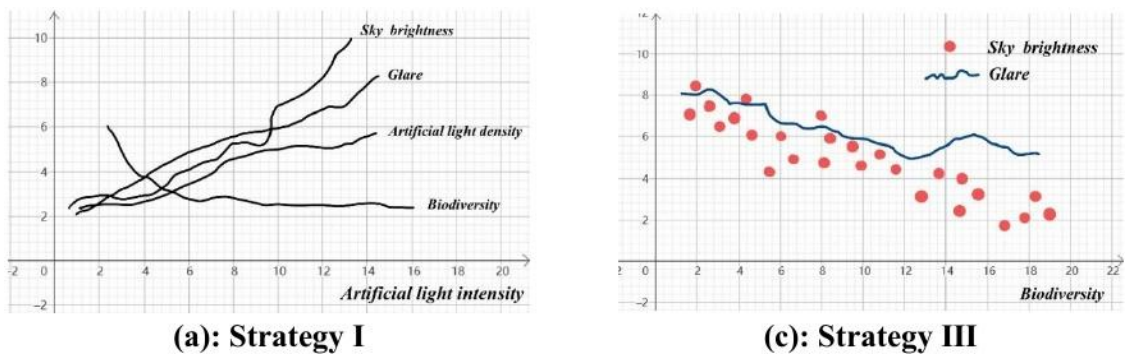 Sky brightness
Glare
Artificial light density
Biodiversity
10
8
6
4
2
-2
-2 0 2 4 6 8 10 12 14 16 18 20
Artificial light intensity
(a): Strategy I
Sky brightness
Glare
12
10
8
6
4
2
-2
2 0 2 4 6 8 10 12 14 16 18 20 22
Biodiversity
(c): Strategy III